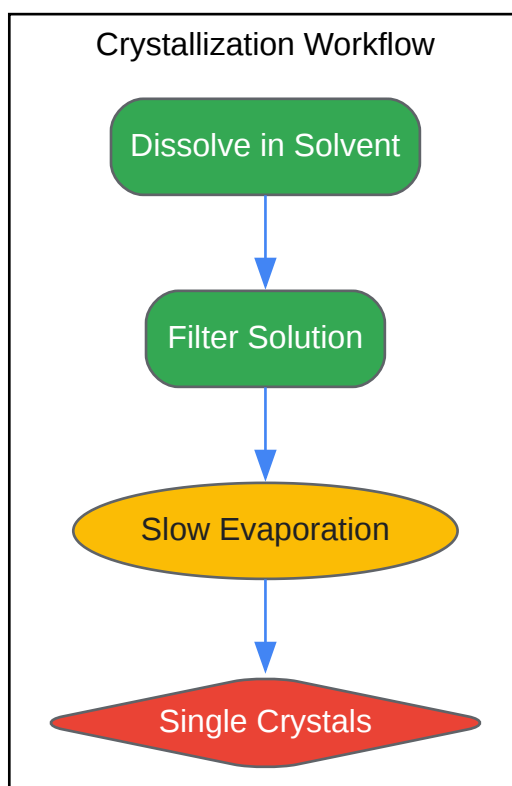 Crystallization Workflow
Dissolve in Solvent
Filter Solution
Slow Evaporation
Single Crystals